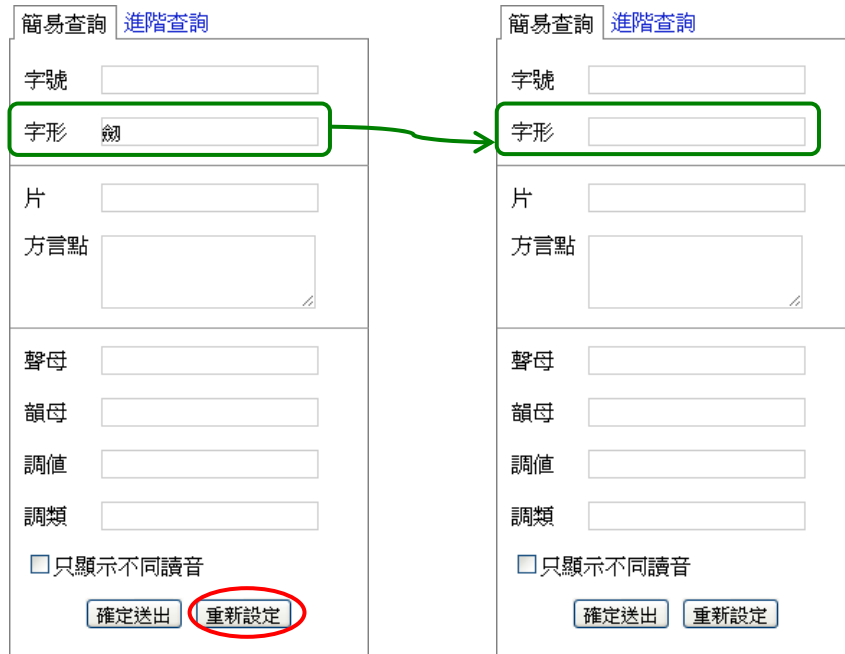 簡易查詢 進階查詢
字號
字形
片
方言點
聲母
韻母
調值
調類
只顯示不同讀音
確定送出 重新設定
簡易查詢 進階查詢
字號
字形
片
方言點
聲母
韻母
調值
調類
只顯示不同讀音
確定送出 重新設定